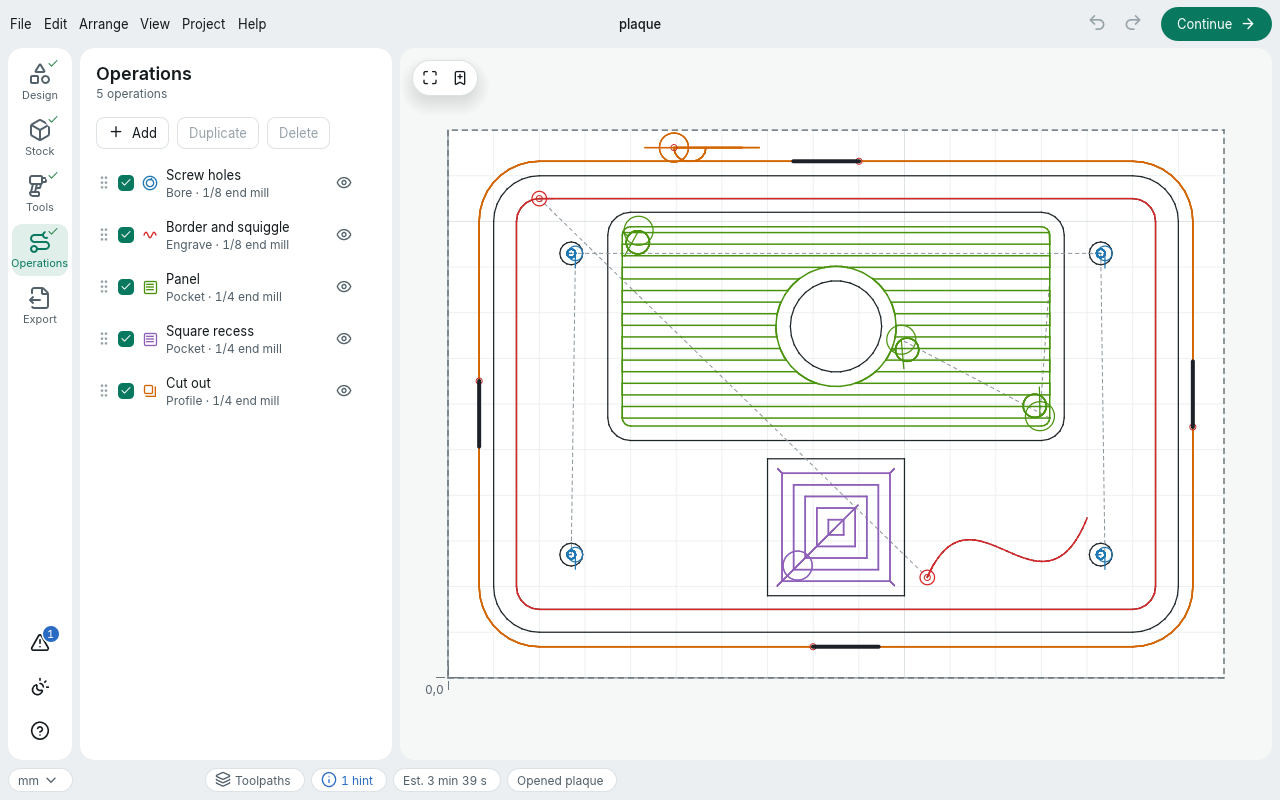 File Edit Arrange View Project Help
plaque
Continue
Design
Stock
Tools
Operations
Export
1
Operations
5 operations
Add
Duplicate
Delete
Screw holes
Bore · 1/8 end mill
Border and squiggle
Engrave · 1/8 end mill
Panel
Pocket · 1/4 end mill
Square recess
Pocket · 1/4 end mill
Cut out
Profile · 1/4 end mill
0,0
mm
Toolpaths
1 hint
Est. 3 min 39 s
Opened plaque